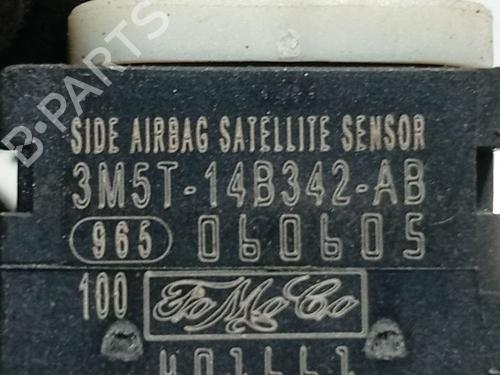 SIDE AIRBAG SATELLITE SENSOR
3M5T-14B342-AB
965 060605
100 FoMoCo
B-PARTS